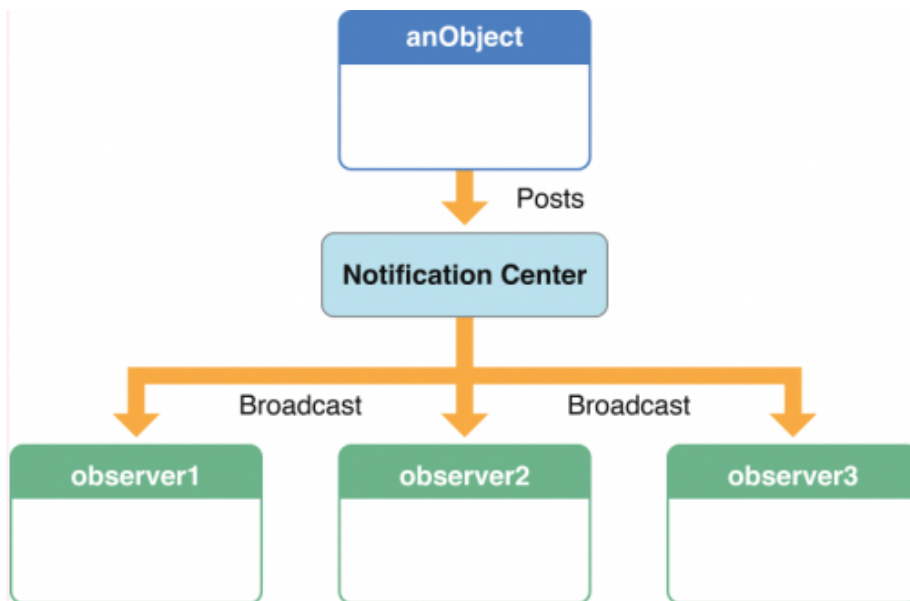 anObject
Posts
Notification Center
Broadcast
Broadcast
observer1
observer2
observer3